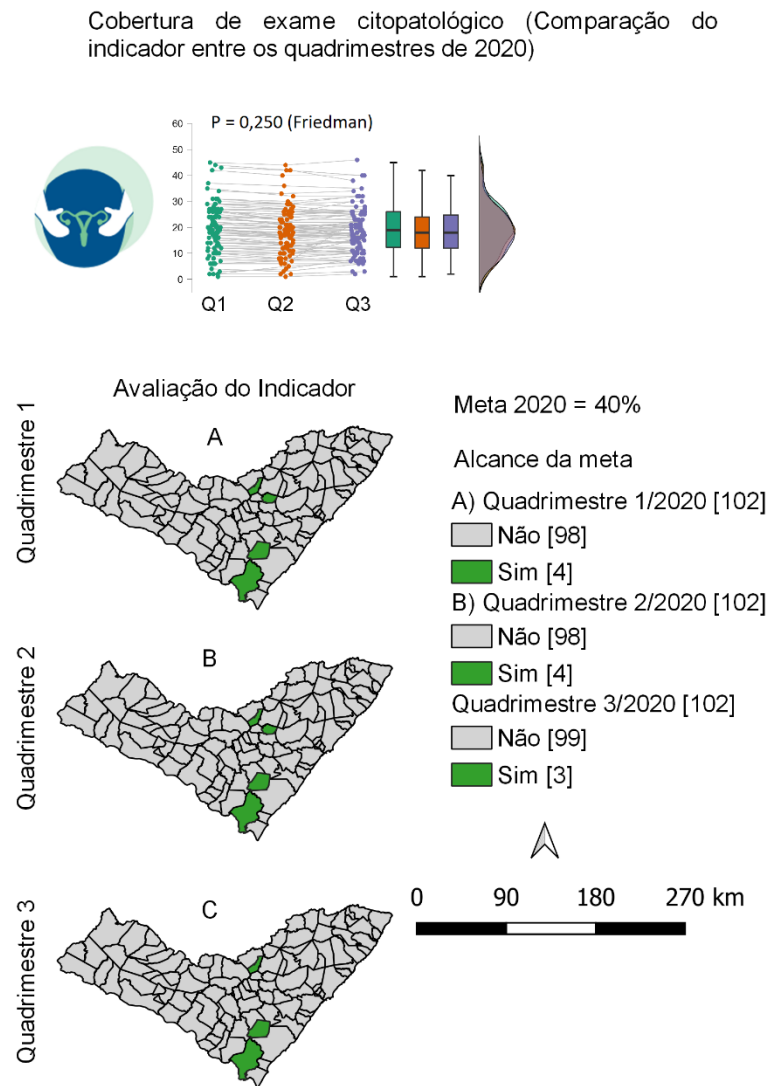 Cobertura de exame citopatológico (Comparação do
indicador entre os quadrimestres de 2020)
P = 0,250 (Friedman)
60
50
40
30
20
10
0
Q1
Q2
Q3
Avaliação do Indicador
Quadrimestre 1
A
Quadrimestre 2
B
Quadrimestre 3
C
Meta 2020 = 40%
Alcance da meta
A) Quadrimestre 1/2020 [102]
Não [98]
Sim [4]
B) Quadrimestre 2/2020 [102]
Não [98]
Sim [4]
Quadrimestre 3/2020 [102]
Não [99]
Sim [3]
0 90 180 270 km